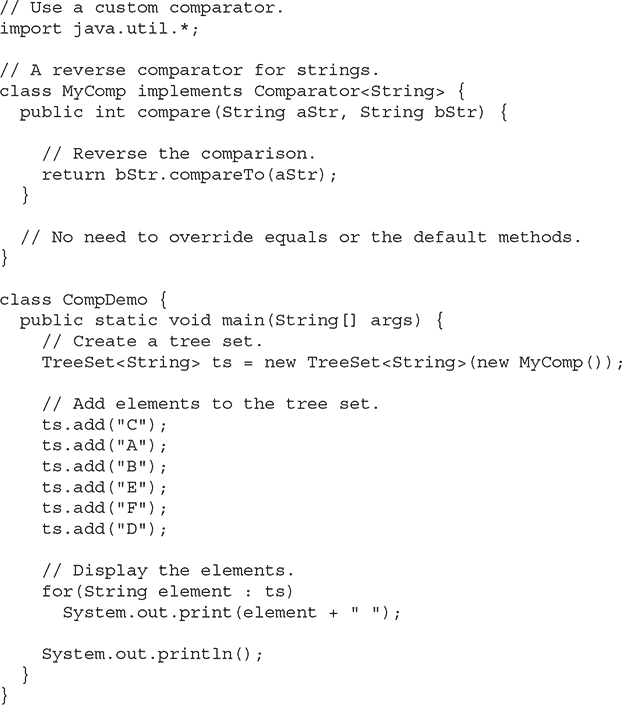 // Use a custom comparator.
import java.util.*;

// A reverse comparator for strings.
class MyComp implements Comparator<String> {
  public int compare(String aStr, String bStr) {

    // Reverse the comparison.
    return bStr.compareTo(aStr);
  }

  // No need to override equals or the default methods.
}

class CompDemo {
  public static void main(String[] args) {
    // Create a tree set.
    TreeSet<String> ts = new TreeSet<String>(new MyComp());

    // Add elements to the tree set.
    ts.add("C");
    ts.add("A");
    ts.add("B");
    ts.add("E");
    ts.add("F");
    ts.add("D");

    // Display the elements.
    for(String element : ts)
      System.out.print(element + " ");

    System.out.println();
  }
}